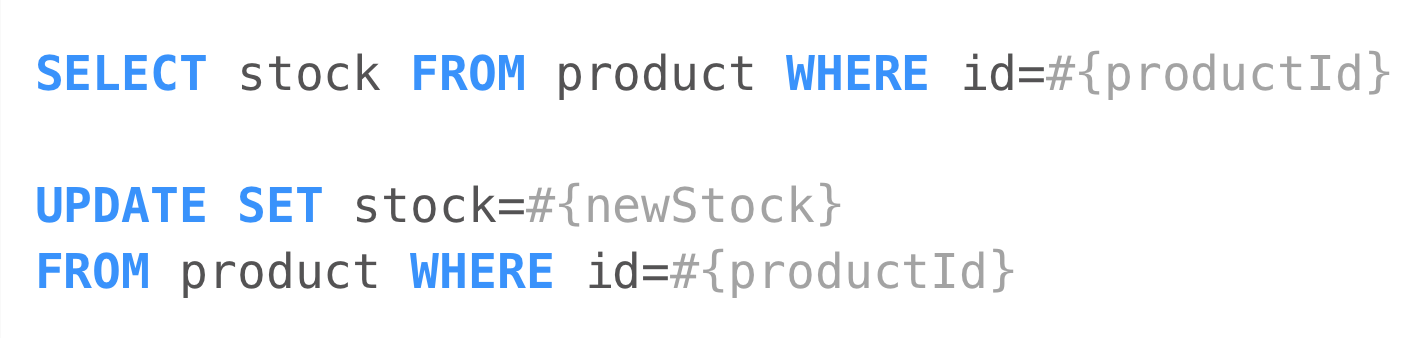 SELECT stock FROM product WHERE id=#{productId}
UPDATE SET stock=#{newStock}
FROM product WHERE id=#{productId}